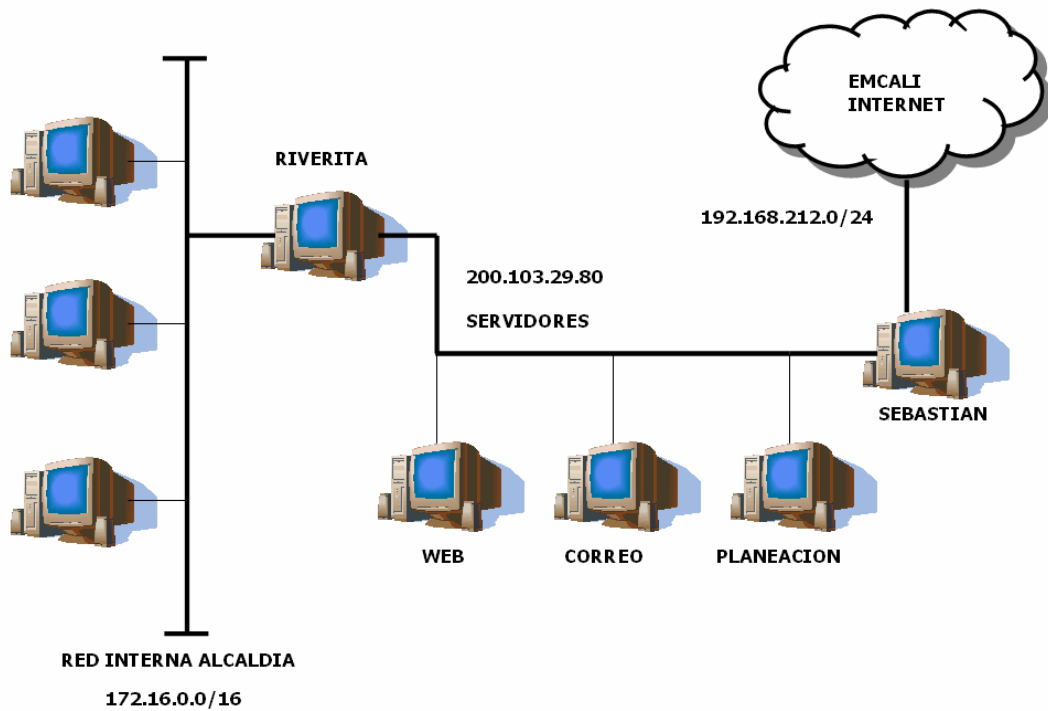 EMCALI
INTERNET
RIVERITA
192.168.212.0/24
200.103.29.80
SERVIDORES
SEBASTIAN
WEB
CORREO
PLANEACION
RED INTERNA ALCALDIA
172.16.0.0/16